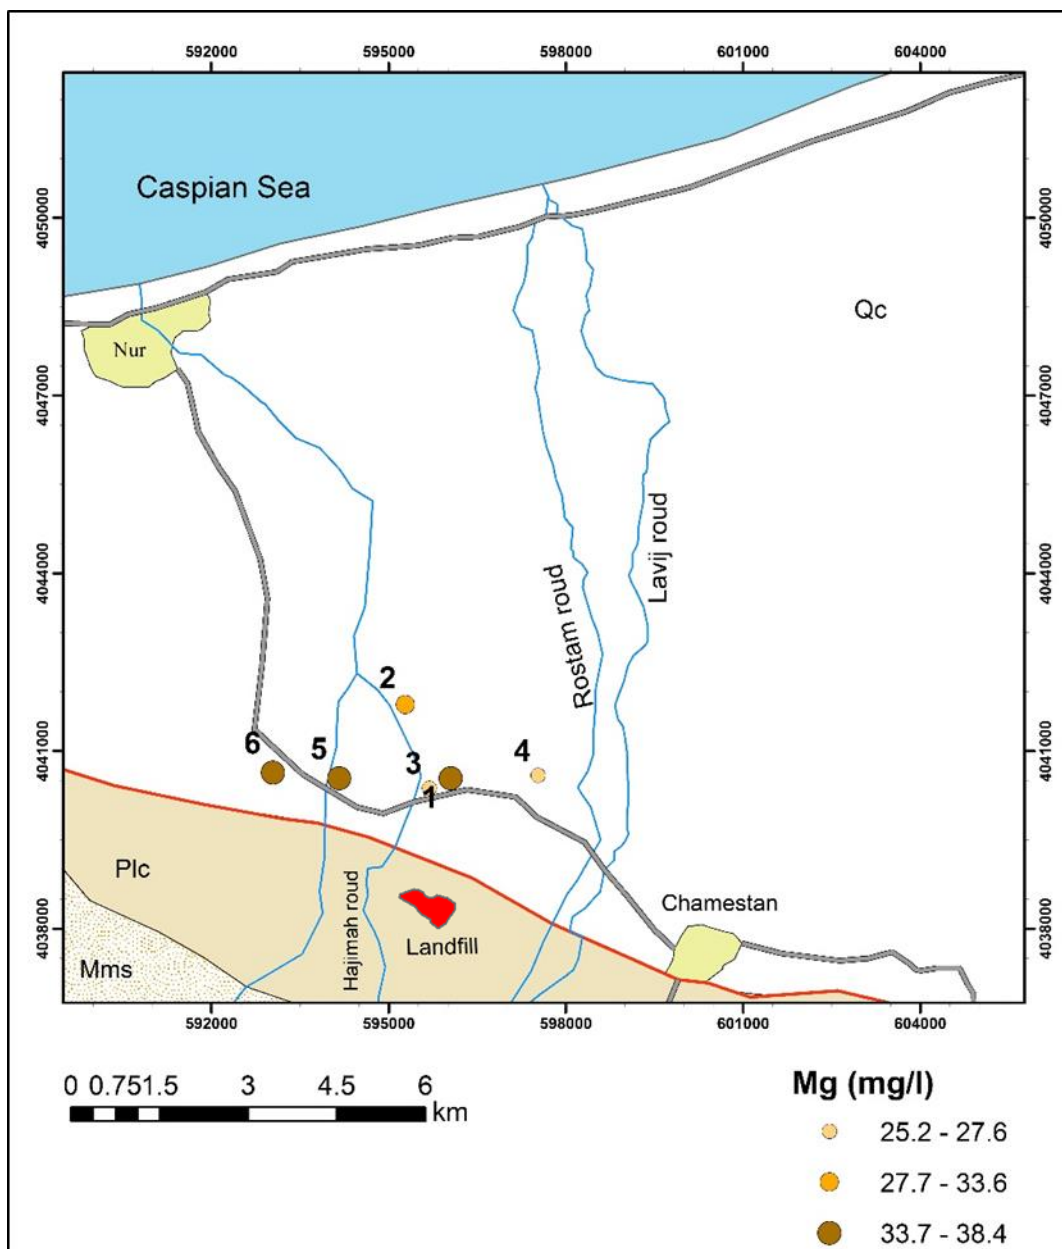 592000 595000 598000 601000 604000
Caspian Sea
4050000 4050000
Qc
Nur
4047000 4047000
Lavij roud
4044000 4044000
Rostam roud
2
6 5 3 4
4041000 4041000
1
Plc
Chamestan
Hajimah roud
Landfill
4038000 4038000
Mms
592000 595000 598000 601000 604000
0 0.75 1.5 3 4.5 6
km
Mg (mg/l)
25.2 - 27.6
27.7 - 33.6
33.7 - 38.4